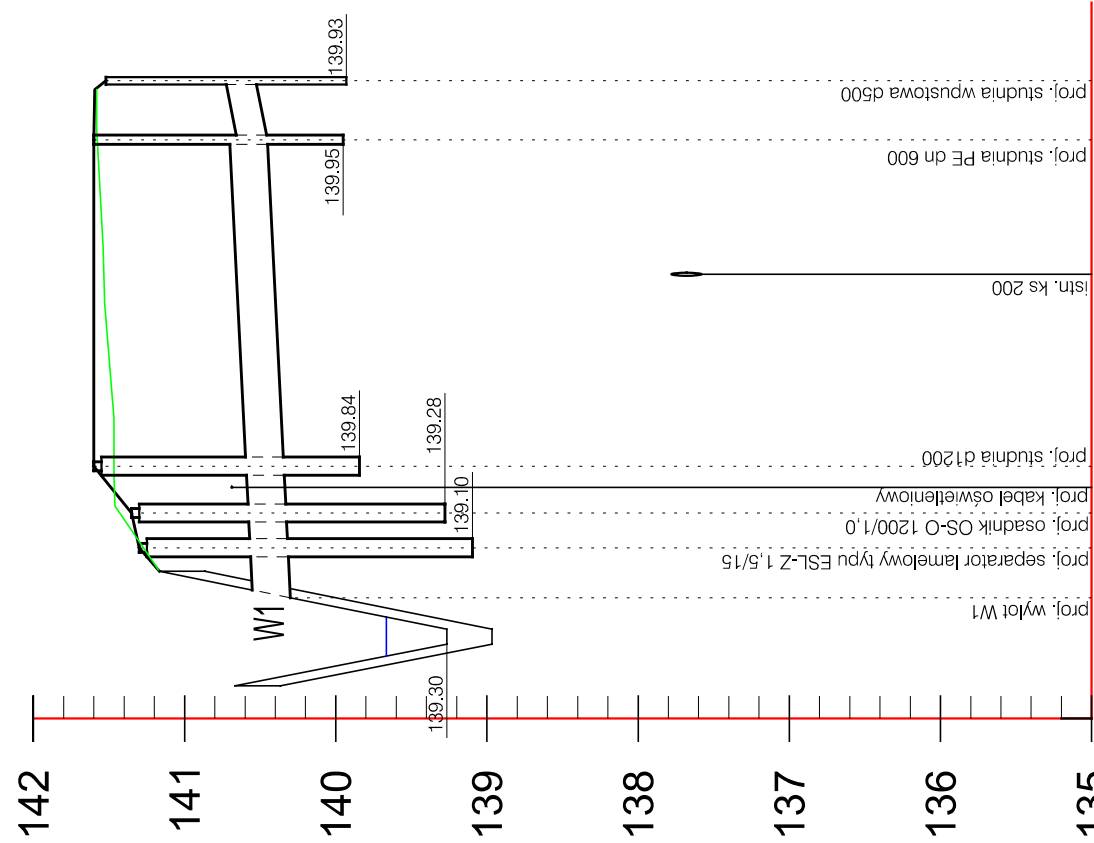 139.93
139.95
139.84
139.28
139.10
139.30
W1
proj. studnia wpustowa d500
proj. studnia PE dn 600
istn. ks 200
proj. studnia d1200
proj. kabel oświetleniowy
proj. osadnik OS-O 1200/1,0
proj. separator lamelowy typu ESL-Z 1,5/15
proj. wylot W1
142
141
140
139
138
137
136
135